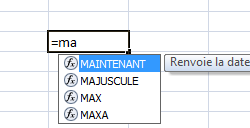 =ma
MAINTENANT
Renvoie la date
MAJUSCULE
MAX
MAXA